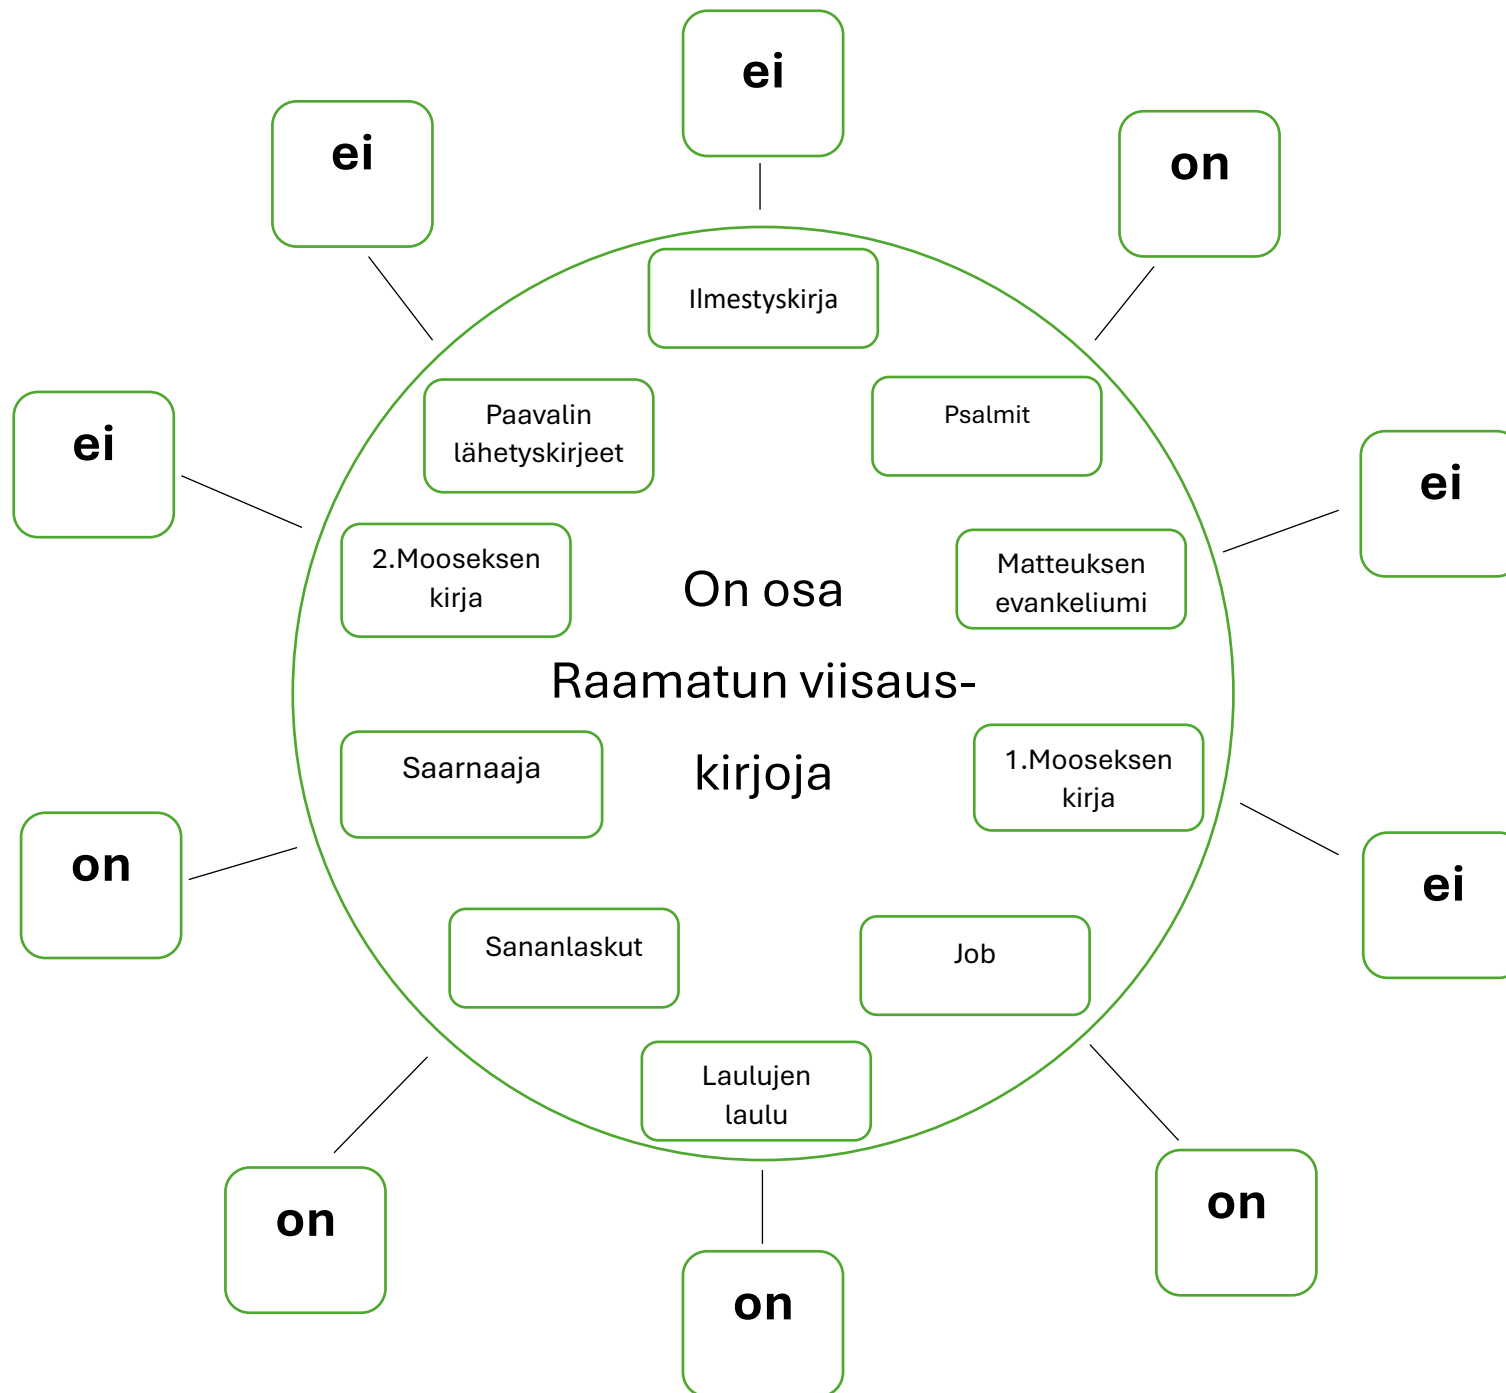 ei
ei
on
Ilmestyskirja
Paavalin
lähetyskirjeet
Psalmit
ei
ei
2.Mooseksen
kirja
Matteuksen
evankeliumi
On osa
Raamatun viisaus-
kirjoja
Saarnaaja
1.Mooseksen
kirja
on
ei
Sananlaskut
Job
Laulujen
laulu
on
on
on